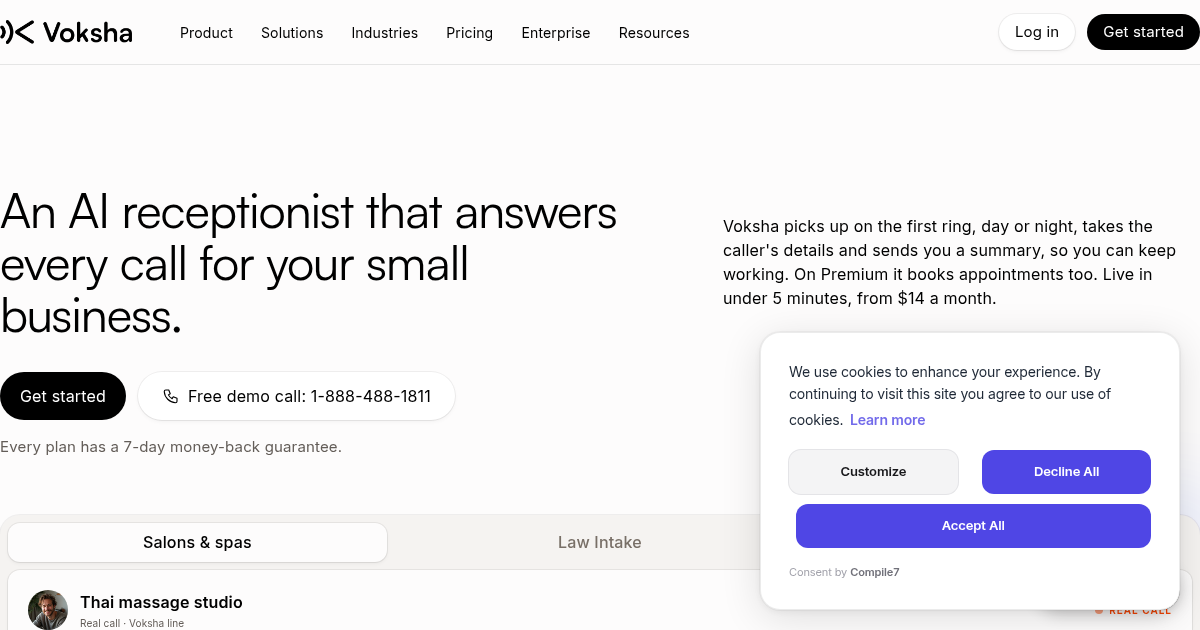 Voksha
Product
Solutions
Industries
Pricing
Enterprise
Resources
Log in
Get started
An AI receptionist that answers
every call for your small
business.
Voksha picks up on the first ring, day or night, takes the
caller's details and sends you a summary, so you can keep
working. On Premium it books appointments too. Live in
under 5 minutes, from $14 a month.
Get started
Free demo call: 1-888-488-1811
Every plan has a 7-day money-back guarantee.
We use cookies to enhance your experience. By
continuing to visit this site you agree to our use of
cookies. Learn more
Customize
Decline All
Accept All
Consent by Compile7
Salons & spas
Law Intake
Thai massage studio
Real call · Voksha line
REAL CALL